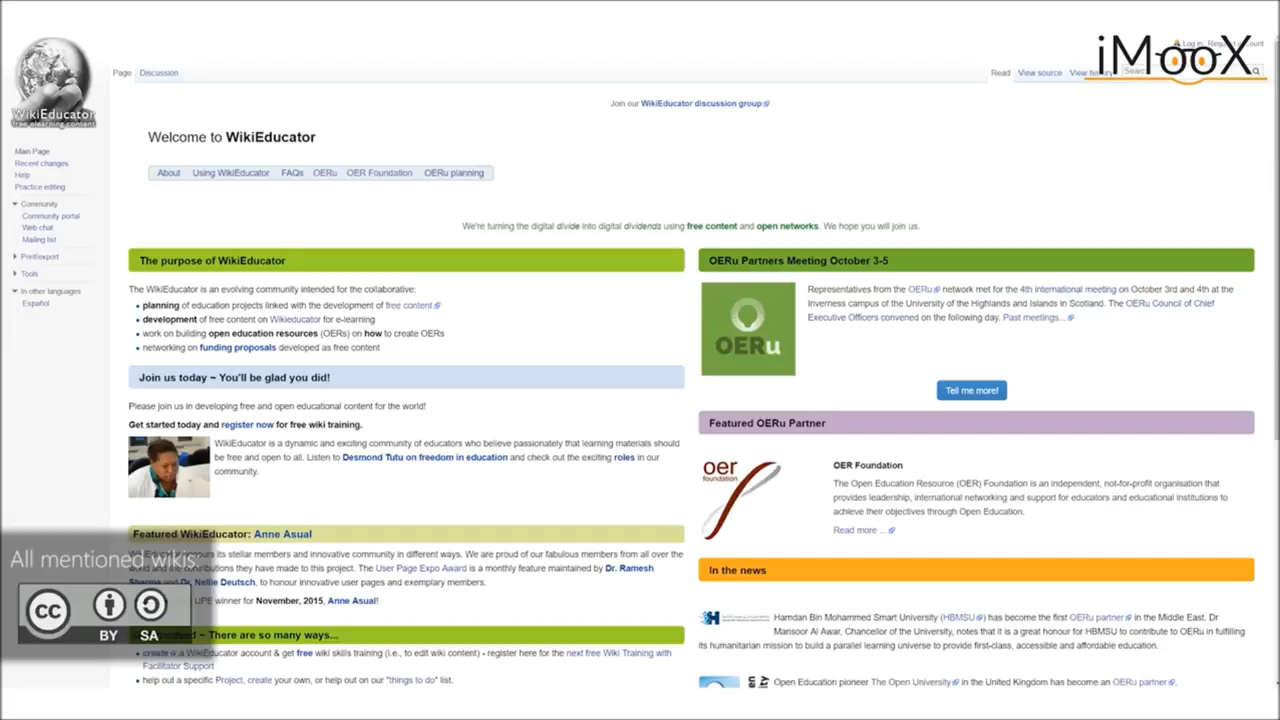 iMooX
Log in
Page
Discussion
Read
View source
View history
WikiEducator
free elearning content
Join our WikiEducator discussion group.
Welcome to WikiEducator
Main Page
Recent changes
Help
Practice editing
Community
Community portal
Web chat
Mailing list
Print/export
Tools
In other languages
Español
About Using WikiEducator FAQs OERu OER Foundation OERu planning
We're turning the digital divide into digital dividends using free content and open networks. We hope you will join us.
The purpose of WikiEducator
The WikiEducator is an evolving community intended for the collaborative:
• planning of education projects linked with the development of free content
• development of free content on Wikieducator for e-learning
• work on building open education resources (OERs) on how to create OERs
• networking on funding proposals developed as free content
Join us today ~ You'll be glad you did!
Please join us in developing free and open educational content for the world!
Get started today and register now for free wiki training.
WikiEducator is a dynamic and exciting community of educators who believe passionately that learning materials should
be free and open to all. Listen to Desmond Tutu on freedom in education and check out the exciting roles in our
community.
Featured WikiEducator: Anne Asual
its stellar members and innovative community in different ways. We are proud of our fabulous members from all over the
world and the contributions they have made to this project. The User Page Expo Award is a monthly feature maintained by Dr. Ramesh
Sharma and Dr. Nellie Deutsch, to honour innovative user pages and exemplary members.
UPE winner for November, 2015, Anne Asual!
~ There are so many ways...
• create a WikiEducator account & get free wiki skills training (i.e., to edit wiki content) - register here for the next free Wiki Training with
Facilitator Support
• help out a specific Project, create your own, or help out on our "things to do" list.
OERu Partners Meeting October 3-5
OERu
Representatives from the OERu network met for the 4th international meeting on October 3rd and 4th at the
Inverness campus of the University of the Highlands and Islands in Scotland. The OERu Council of Chief
Executive Officers convened on the following day. Past meetings...
Tell me more!
Featured OERu Partner
oer
foundation
OER Foundation
The Open Education Resource (OER) Foundation is an independent, not-for-profit organisation that
provides leadership, international networking and support for educators and educational institutions to
achieve their objectives through Open Education.
Read more ...
In the news
Hamdan Bin Mohammed Smart University (HBMSU) has become the first OERu partner in the Middle East. Dr
Mansoor Al Awar, Chancellor of the University, notes that it is a great honour for HBMSU to contribute to OERu in fulfilling
its humanitarian mission to build a parallel learning universe to provide first-class, accessible and affordable education.
Open Education pioneer The Open University in the United Kingdom has become an OERu partner.
All mentioned wikis:
CC
BY SA